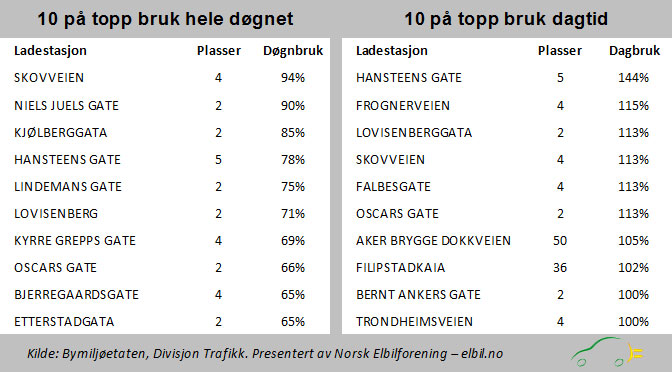 10 på topp bruk hele døgnet
Ladestasjon Plasser Døgnbruk
SKOVVEIEN 4 94%
NIELS JUELS GATE 2 90%
KJØLBERGGATA 2 85%
HANSTEENS GATE 5 78%
LINDEMANS GATE 2 75%
LOVISENBERG 2 71%
KYRRE GREPPS GATE 4 69%
OSCARS GATE 2 66%
BJERREGAARDSGATE 4 65%
ETTERSTADGATA 2 65%
10 på topp bruk dagtid
Ladestasjon Plasser Dagbruk
HANSTEENS GATE 5 144%
FROGNERVEIEN 4 115%
LOVISENBERGGATA 2 113%
SKOVVEIEN 4 113%
FALBESGATE 4 113%
OSCARS GATE 2 113%
AKER BRYGGE DOKKVEIEN 50 105%
FILIPSTADKAIA 36 102%
BERNT ANKERS GATE 2 100%
TRONDHEIMSVEIEN 4 100%
Kilde: Bymiljøetaten, Divisjon Trafikk. Presentert av Norsk Elbilforening – elbil.no